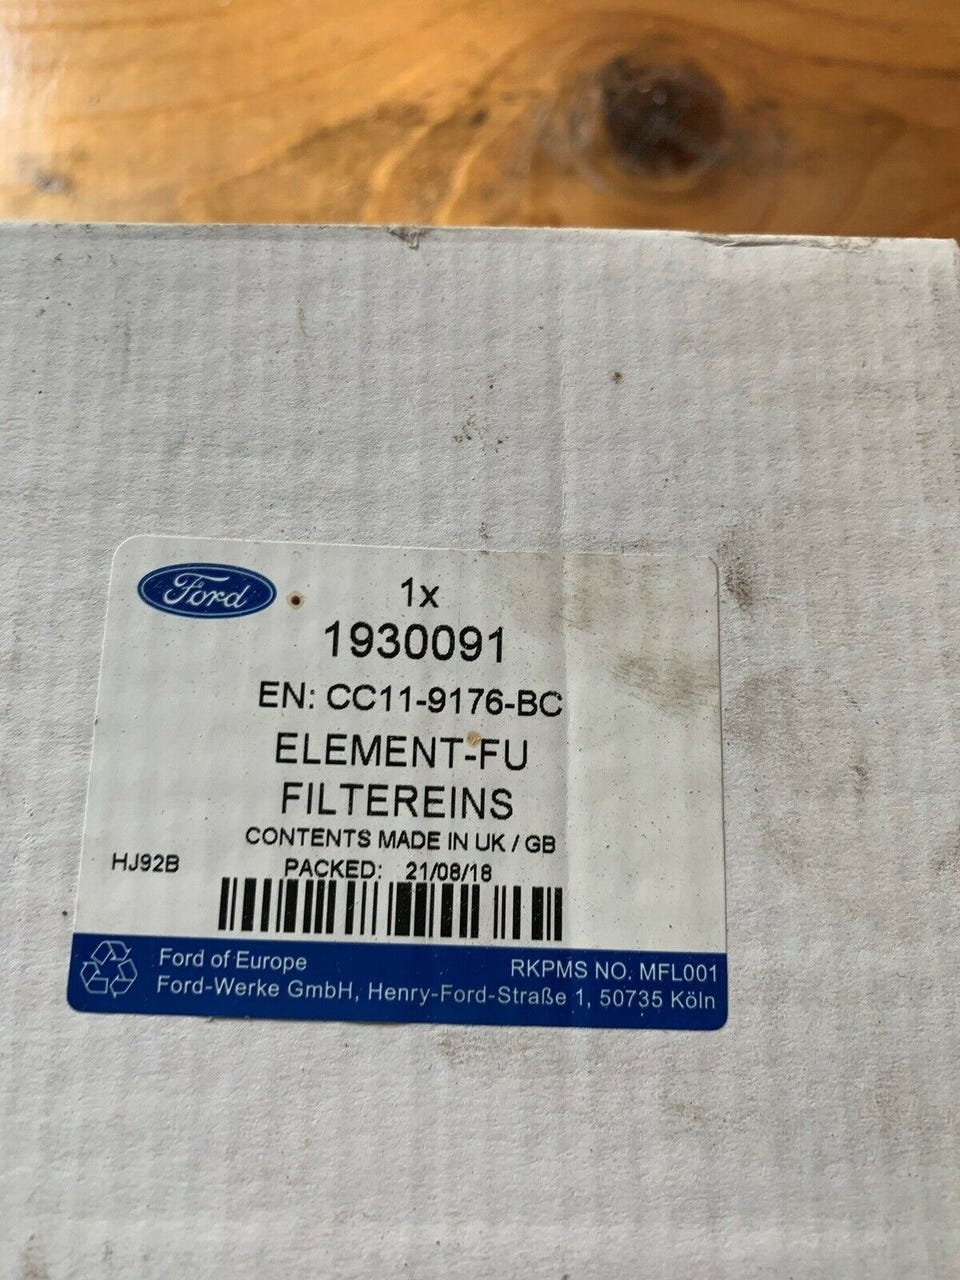 Ford
1x
1930091
EN: CC11-9176-BC
ELEMENT-FU
FILTEREINS
CONTENTS MADE IN UK / GB
HJ92B
PACKED: 21/08/18
Ford of Europe
RKPMS NO. MFL001
Ford-Werke GmbH, Henry-Ford-Straße 1, 50735 Köln